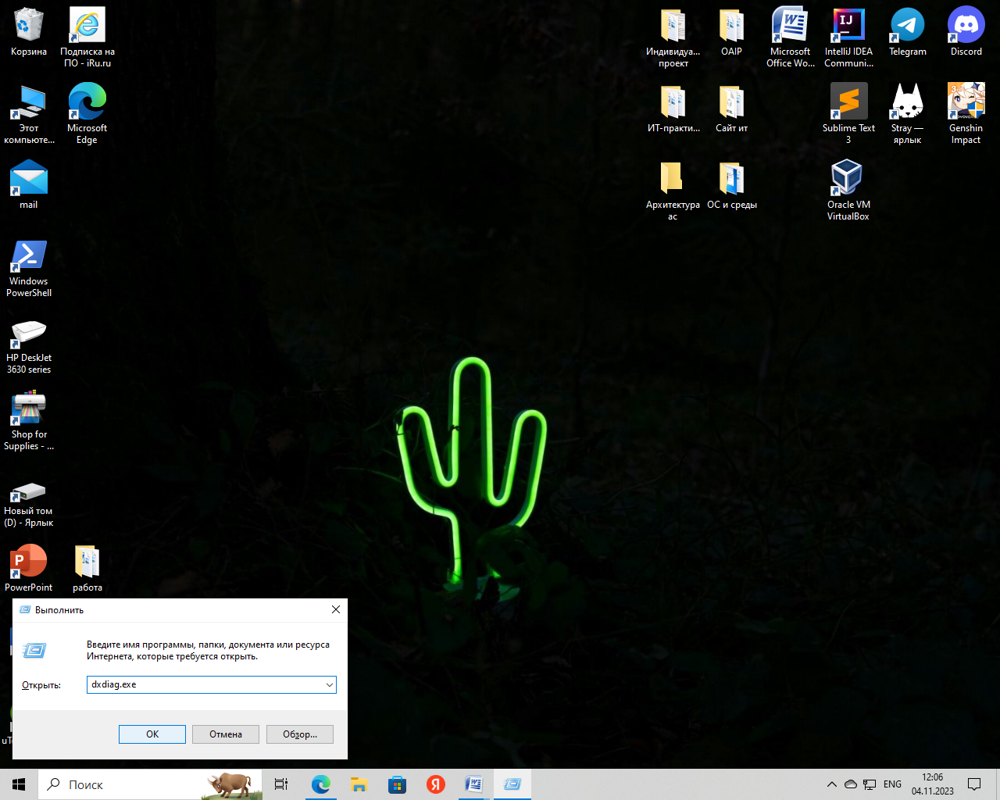 Корзина
Подписка на
ПО - iRu.ru
Индивидуа...
проект
OAIP
Microsoft
Office Wo...
IntelliJ IDEA
Communi...
Telegram
Discord
Этот
компьюте...
Microsoft
Edge
ИТ-практи...
Сайт ит
Sublime Text
3
Stray —
ярлык
Genshin
Impact
mail
Архитектура
ас
ОС и среды
Oracle VM
VirtualBox
Windows
PowerShell
HP DeskJet
3630 series
Shop for
Supplies - ...
Новый том
(D) - Ярлык
PowerPoint
работа
Выполнить
Введите имя программы, папки, документа или ресурса
Интернета, которые требуется открыть.
Открыть:
dxdiag.exe
ОК
Отмена
Обзор...
Поиск
ENG
12:06
04.11.2023